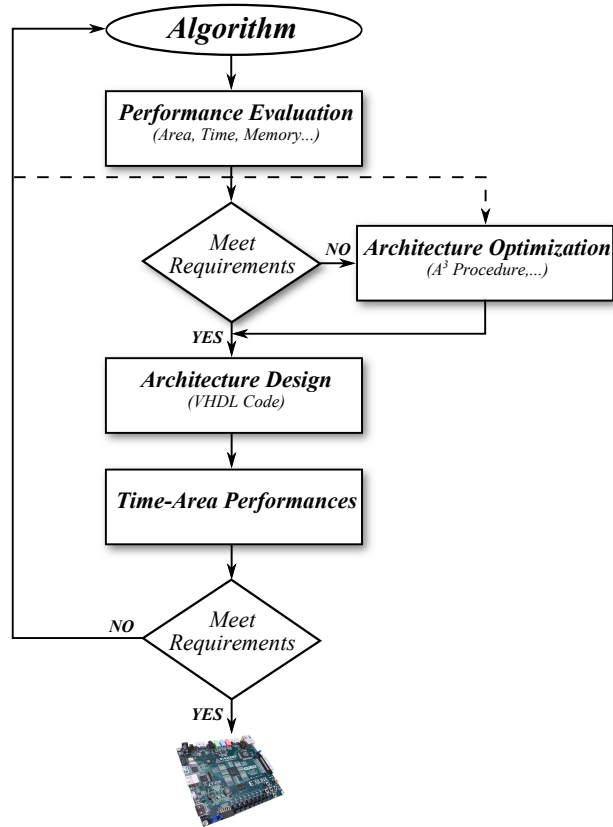 Algorithm
Performance Evaluation
(Area, Time, Memory...)
Meet
Requirements
NO
Architecture Optimization
(A³ Procedure,...)
YES
Architecture Design
(VHDL Code)
Time-Area Performances
Meet
Requirements
NO
YES